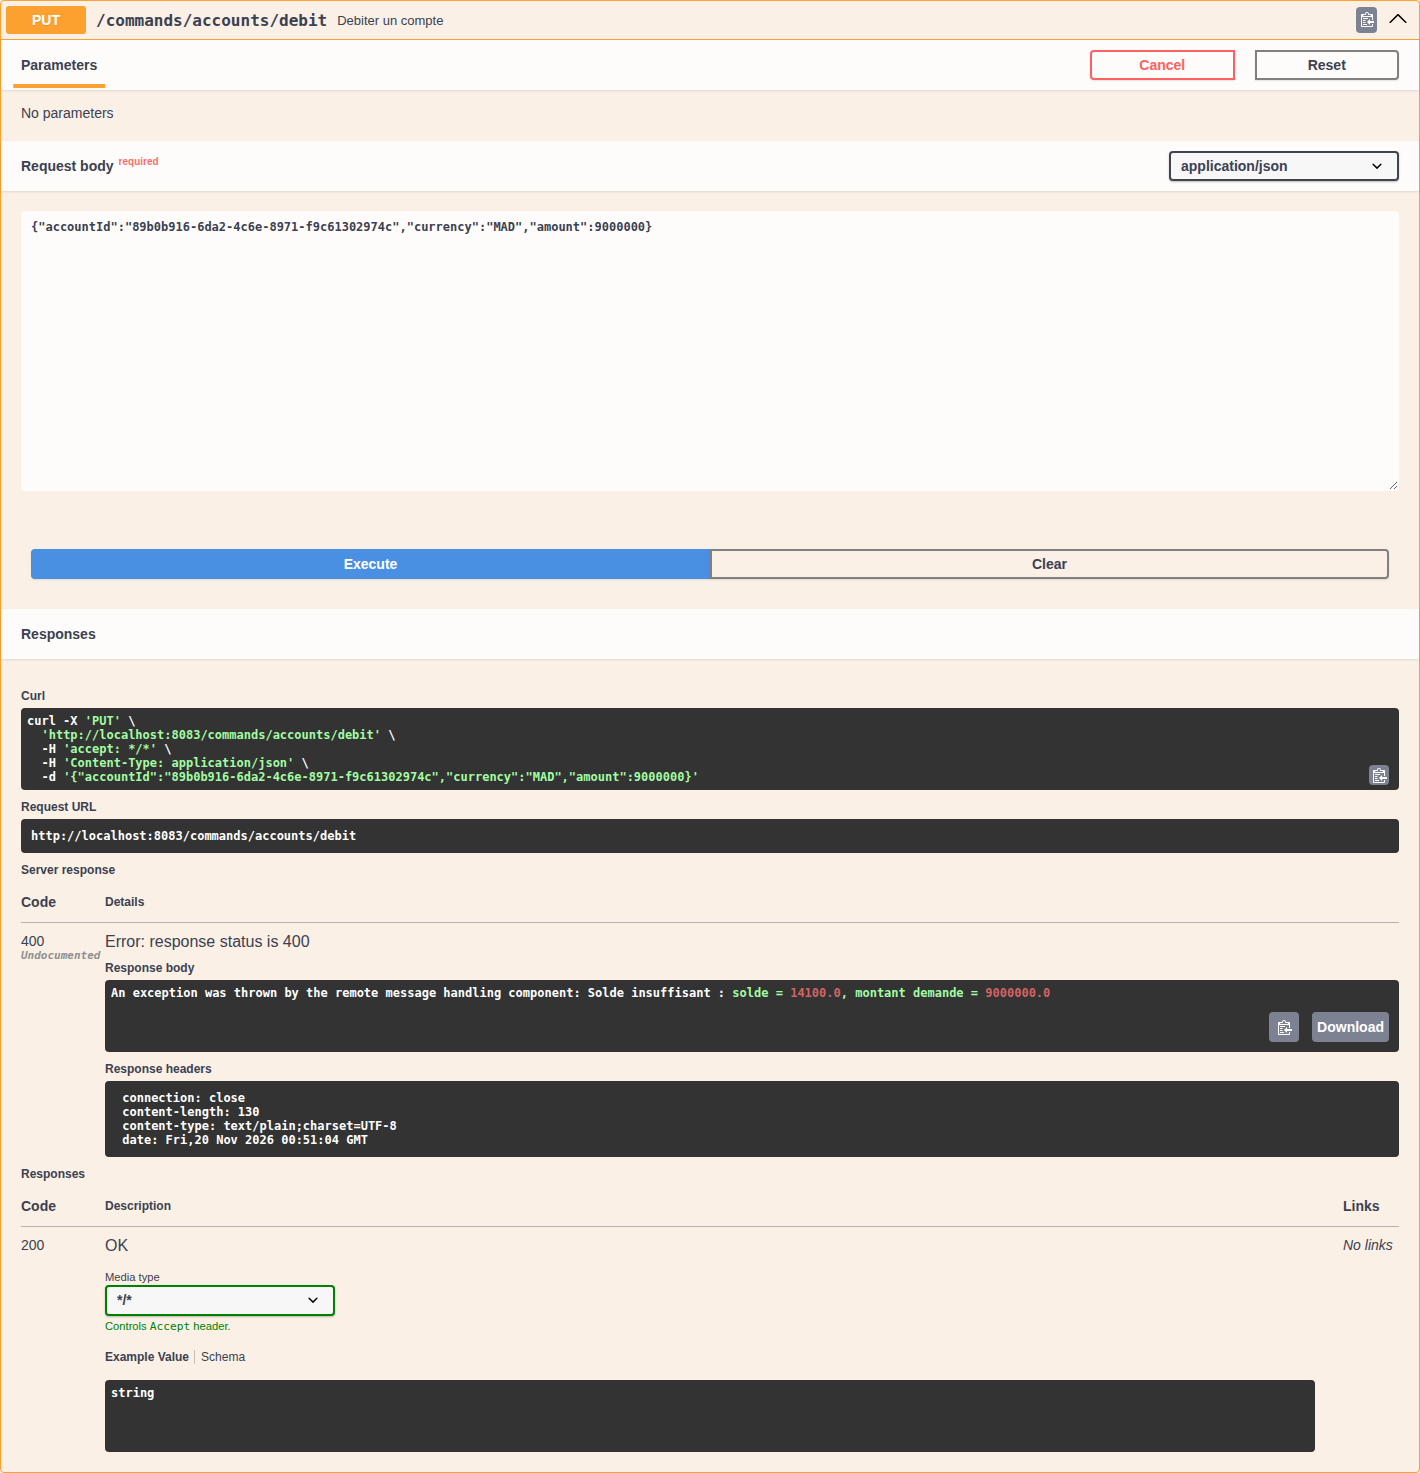 PUT /commands/accounts/debit Debiter un compte
Parameters
Cancel
Reset
No parameters
Request body required
application/json
{"accountId":"89b0b916-6da2-4c6e-8971-f9c61302974c","currency":"MAD","amount":9000000}
Execute
Clear
Responses
Curl
curl -X 'PUT' \
'http://localhost:8083/commands/accounts/debit' \
-H 'accept: */*' \
-H 'Content-Type: application/json' \
-d '{"accountId":"89b0b916-6da2-4c6e-8971-f9c61302974c","currency":"MAD","amount":9000000}'
Request URL
http://localhost:8083/commands/accounts/debit
Server response
Code Details
400 Error: response status is 400
Undocumented
Response body
An exception was thrown by the remote message handling component: Solde insuffisant : solde = 14100.0, montant demande = 9000000.0
Download
Response headers
connection: close
content-length: 130
content-type: text/plain;charset=UTF-8
date: Fri,20 Nov 2026 00:51:04 GMT
Responses
Code Description Links
200 OK No links
Media type
*/*
Controls Accept header.
Example Value Schema
string